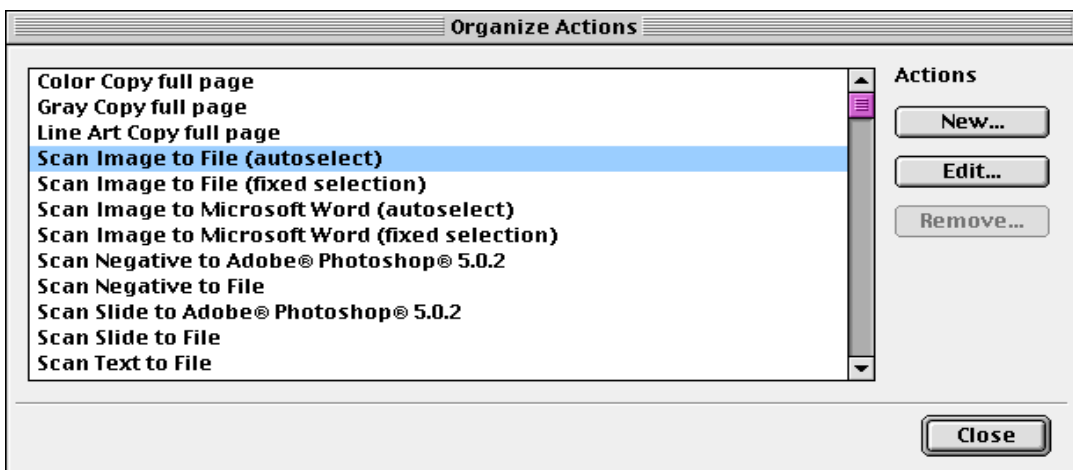 Organize Actions
Color Copy full page
Gray Copy full page
Line Art Copy full page
Scan Image to File (autoselect)
Scan Image to File (fixed selection)
Scan Image to Microsoft Word (autoselect)
Scan Image to Microsoft Word (fixed selection)
Scan Negative to Adobe® Photoshop® 5.0.2
Scan Negative to File
Scan Slide to Adobe® Photoshop® 5.0.2
Scan Slide to File
Scan Text to File
Actions
New...
Edit...
Remove...
Close